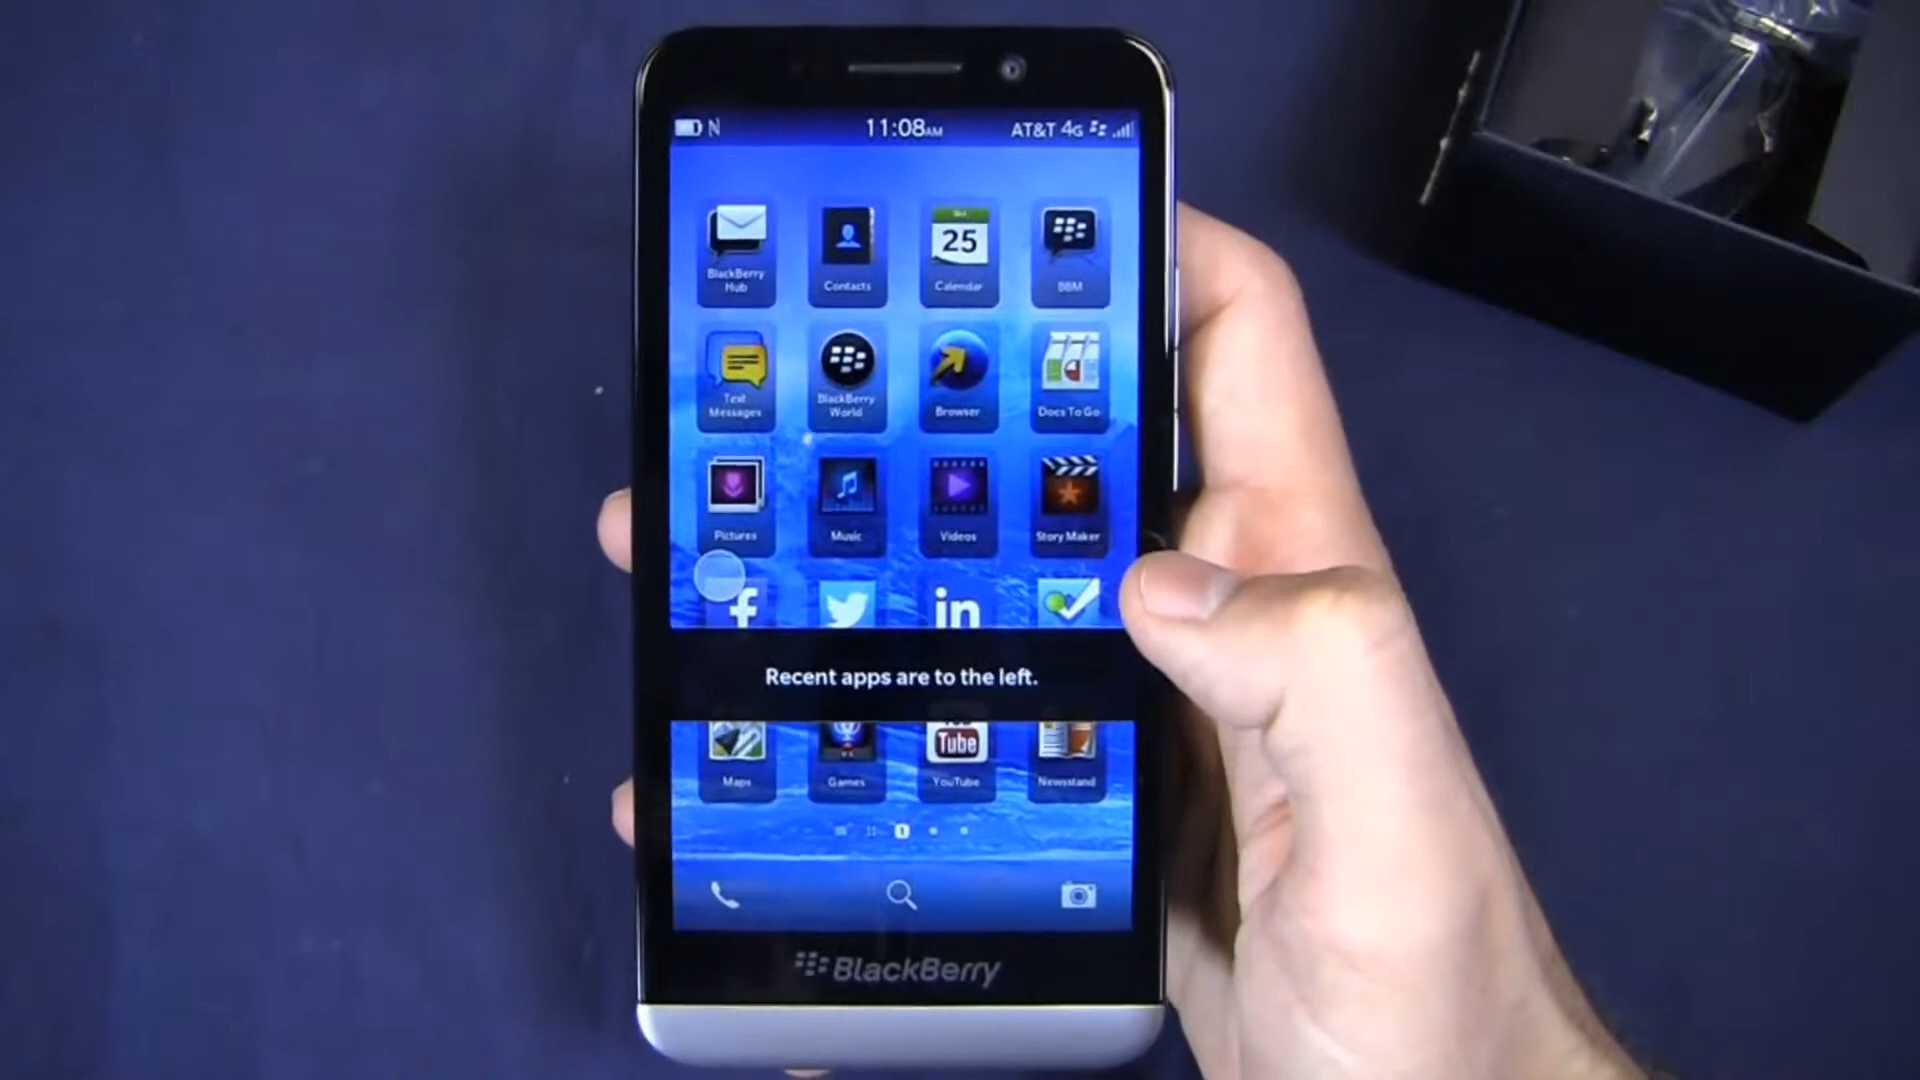 N 11:08AM AT&T 4G
25
BlackBerry Hub
Contacts
Calendar
BBM
Text Messages
BlackBerry World
Browser
Docs To Go
Pictures
Music
Videos
Story Maker
f
in
Recent apps are to the left.
Tube
Maps
Games
YouTube
Newsstand
BlackBerry